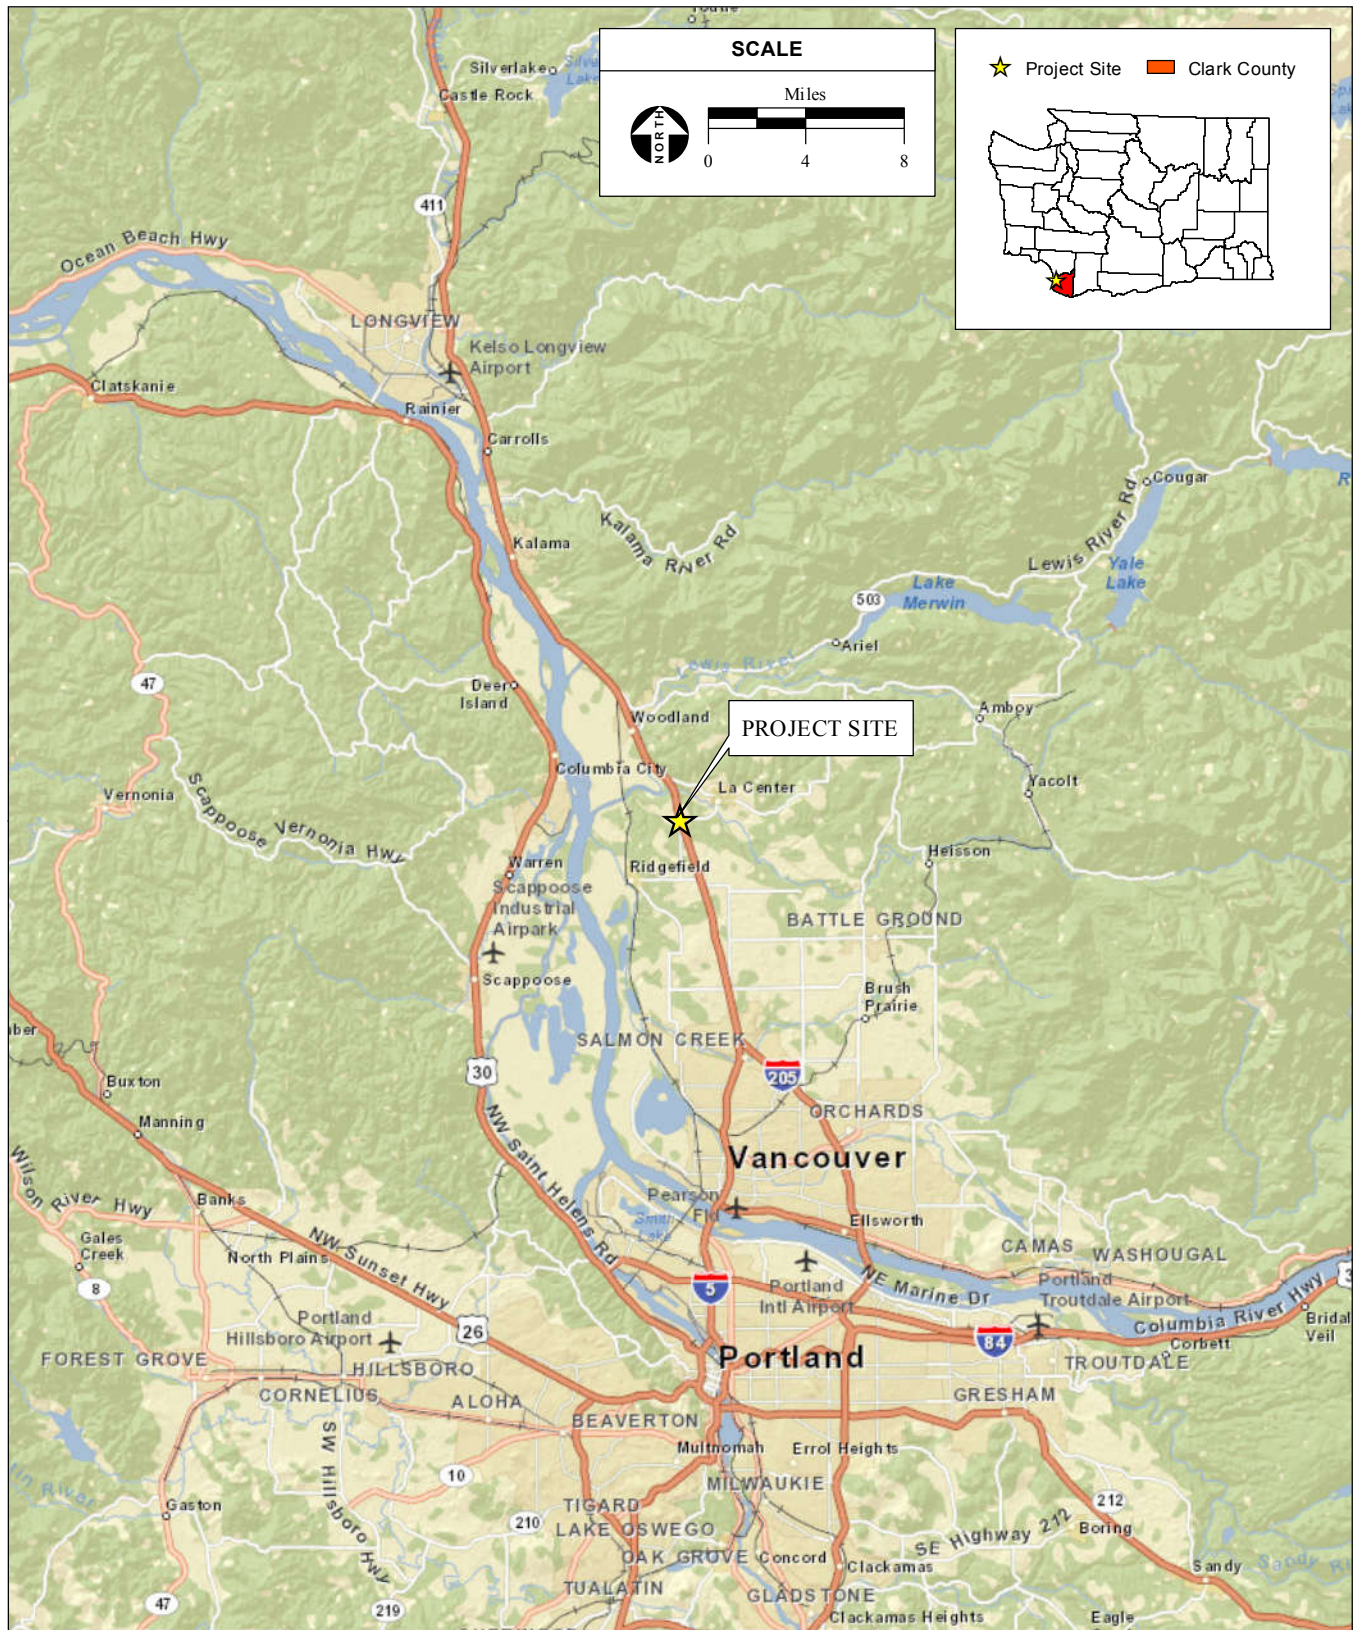 Toutle
SCALE
Miles
NORTH
0
4
8
Project Site
Clark County
Silverlake
Castle Rock
411
Ocean Beach Hwy
LONGVIEW
Kelso Longview
Airport
Clatskanie
Rainier
Carrolls
Cougar
Kalama River Rd
Kalama
Lewis River Rd
Yale
Lake
Lake
Merwin
503
Ariel
Lewis River
47
Deer
Island
Woodland
Amboy
PROJECT SITE
Columbia City
La Center
Yacolt
Vernonia
Scappoose Vernonia Hwy
Warren
Ridgefield
Heisson
Scappoose
Industrial
Airpark
BATTLE GROUND
Scappoose
Brush
Prairie
SALMON CREEK
30
205
Buxton
Manning
ORCHARDS
NW Saint Helens Rd
Vancouver
Wilson River Hwy
Banks
Pearson
Fld
Smith
Lake
Ellsworth
Gales
Creek
North Plains
NW Sunset Hwy
CAMAS
WASHOUGAL
8
5
Portland
Intl Airport
NE Marine Dr
Portland
Troutdale Airport
Columbia River Hwy
Bridal
Veil
Portland
Hillsboro Airport
26
84
Corbett
FOREST GROVE
HILLSBORO
Portland
TROUTDALE
CORNELIUS
ALOHA
GRESHAM
BEAVERTON
Multnomah
Errol Heights
SW Hillsboro Hwy
10
MILWAUKIE
Gaston
TIGARD
210
LAKE OSWEGO
212
SE Highway 212
Boring
OAK GROVE
Concord
Clackamas
Sandy
TUALATIN
GLADSTONE
47
219
Clackamas Heights
Eagle